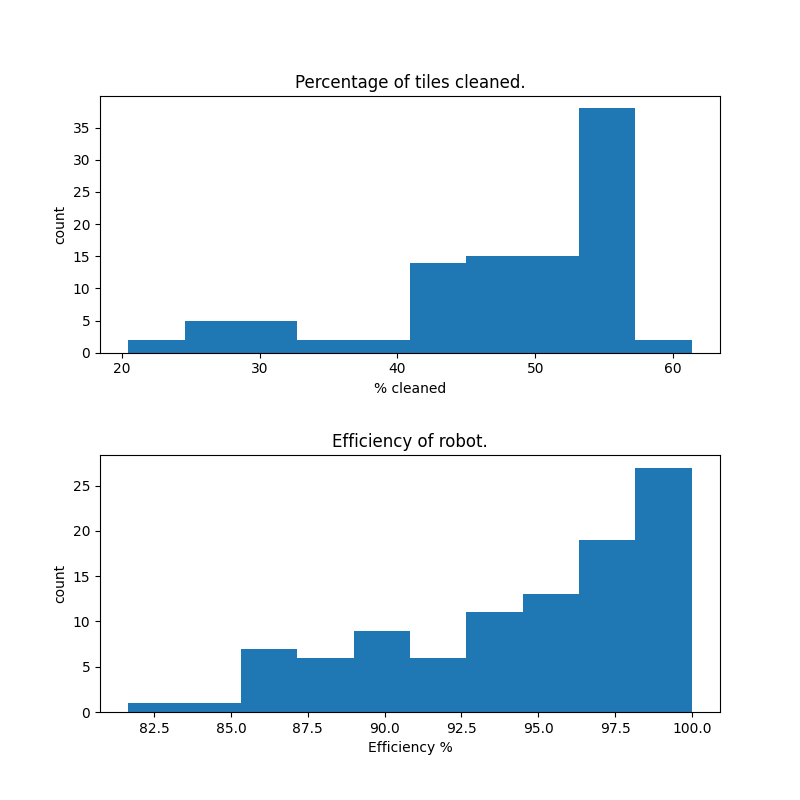 Percentage of tiles cleaned.
35
30
25
20
15
10
5
0
count
20 30 40 50 60
% cleaned
Efficiency of robot.
25
20
15
10
5
0
count
82.5 85.0 87.5 90.0 92.5 95.0 97.5 100.0
Efficiency %